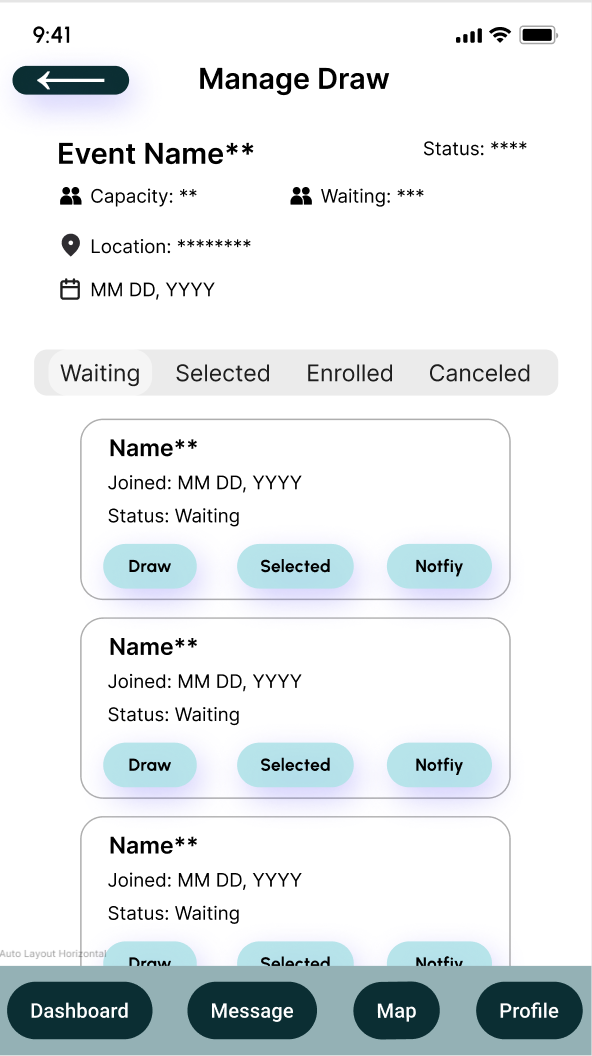 9:41
Manage Draw
Event Name**
Status: ****
Capacity: **
Waiting: ***
Location: ********
MM DD, YYYY
Waiting Selected Enrolled Canceled
Name**
Joined: MM DD, YYYY
Status: Waiting
Draw Selected Notfiy
Name**
Joined: MM DD, YYYY
Status: Waiting
Draw Selected Notfiy
Name**
Joined: MM DD, YYYY
Status: Waiting
Auto Layout Horizontal
Draw Selected Notfiy
Dashboard Message Map Profile